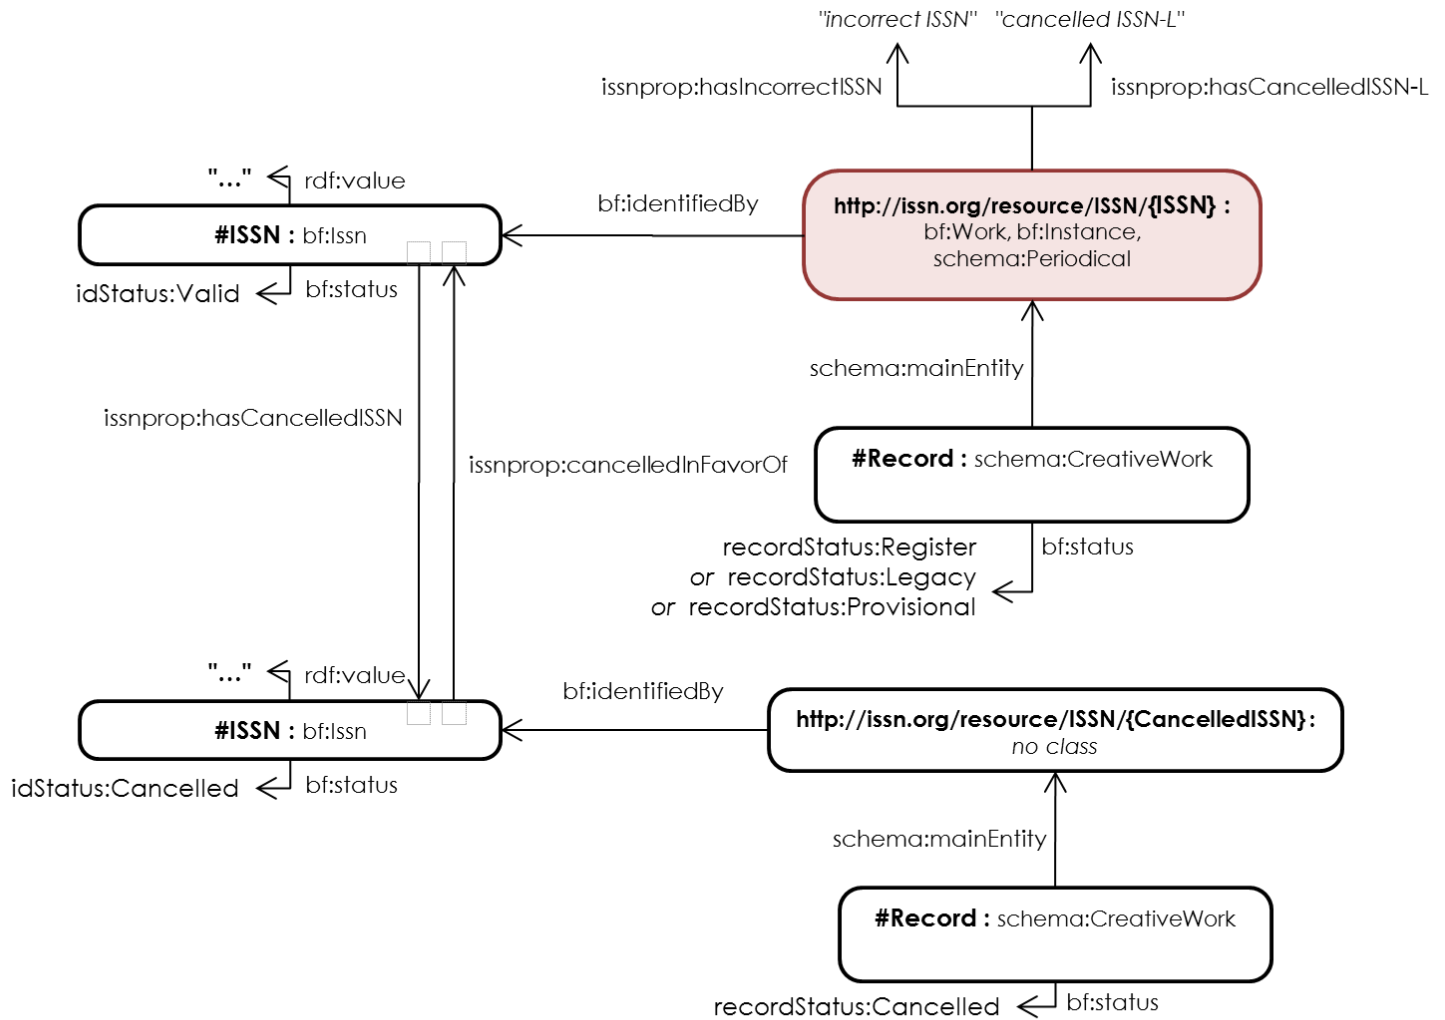 "incorrect ISSN" "cancelled ISSN-L"
issnprop:hasIncorrectISSN
issnprop:hasCancelledISSN-L
"..."
rdf:value
#ISSN : bf:Issn
idStatus:Valid
bf:status
bf:identifiedBy
http://issn.org/resource/ISSN/{ISSN} :
bf:Work, bf:Instance,
schema:Periodical
schema:mainEntity
issnprop:hasCancelledISSN
issnprop:cancelledInFavorOf
#Record : schema:CreativeWork
recordStatus:Register
or recordStatus:Legacy
or recordStatus:Provisional
bf:status
"..."
rdf:value
#ISSN : bf:Issn
idStatus:Cancelled
bf:status
bf:identifiedBy
http://issn.org/resource/ISSN/{CancelledISSN} :
no class
schema:mainEntity
#Record : schema:CreativeWork
recordStatus:Cancelled
bf:status